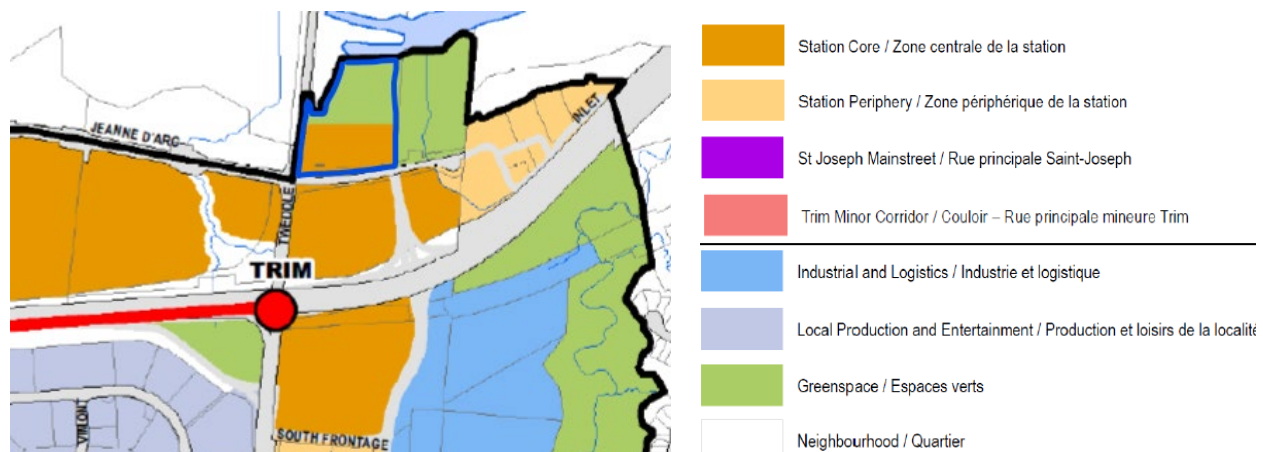 JEANNE D'ARC
INLET
TWEDDLE
TRIM
VIMONT
SOUTH FRONTAGE
Station Core / Zone centrale de la station
Station Periphery / Zone périphérique de la station
St Joseph Mainstreet / Rue principale Saint-Joseph
Trim Minor Corridor / Couloir – Rue principale mineure Trim
Industrial and Logistics / Industrie et logistique
Local Production and Entertainment / Production et loisirs de la localité
Greenspace / Espaces verts
Neighbourhood / Quartier